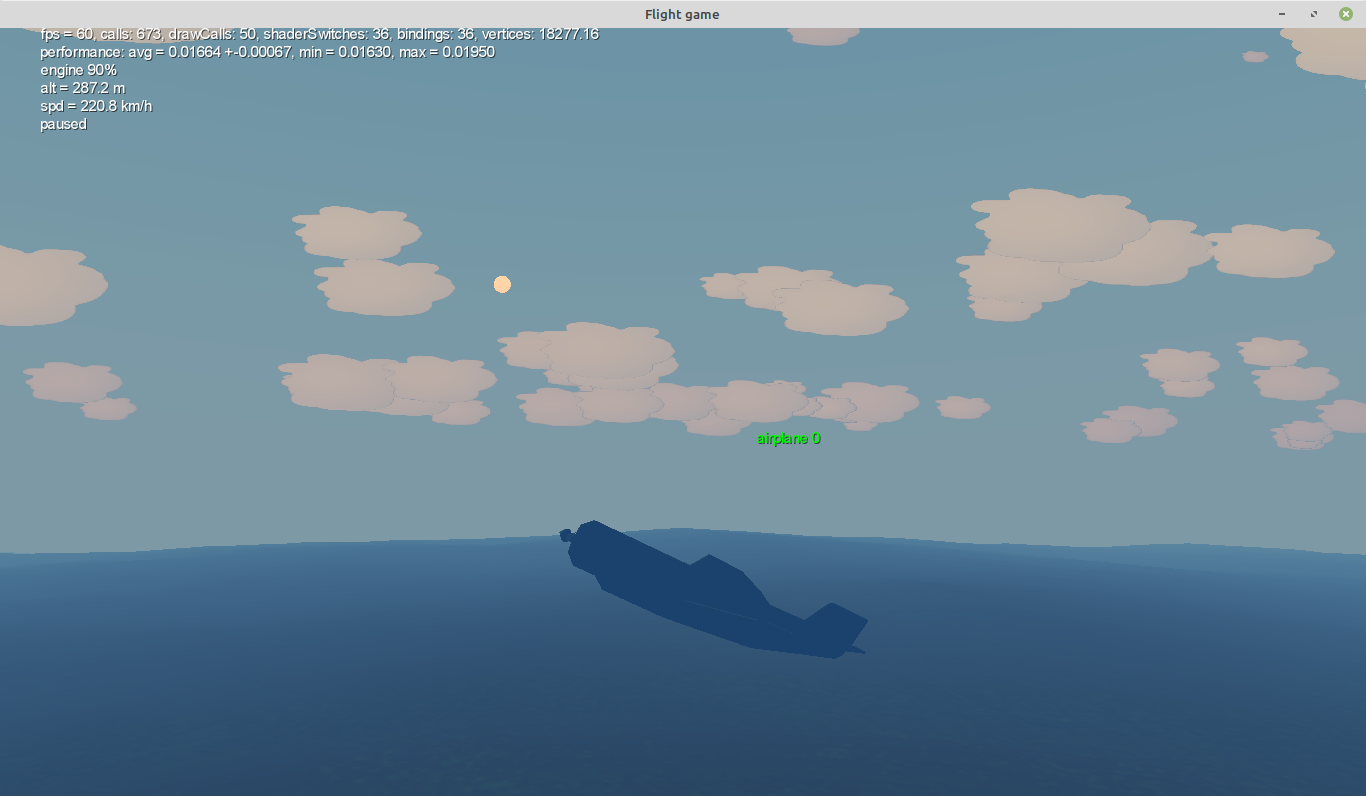 Flight game
fps = 60, calls: 673, drawCalls: 50, shaderSwitches: 36, bindings: 36, vertices: 18277.16
performance: avg = 0.01664 +-0.00067, min = 0.01630, max = 0.01950
engine 90%
alt = 287.2 m
spd = 220.8 km/h
paused
airplane 0